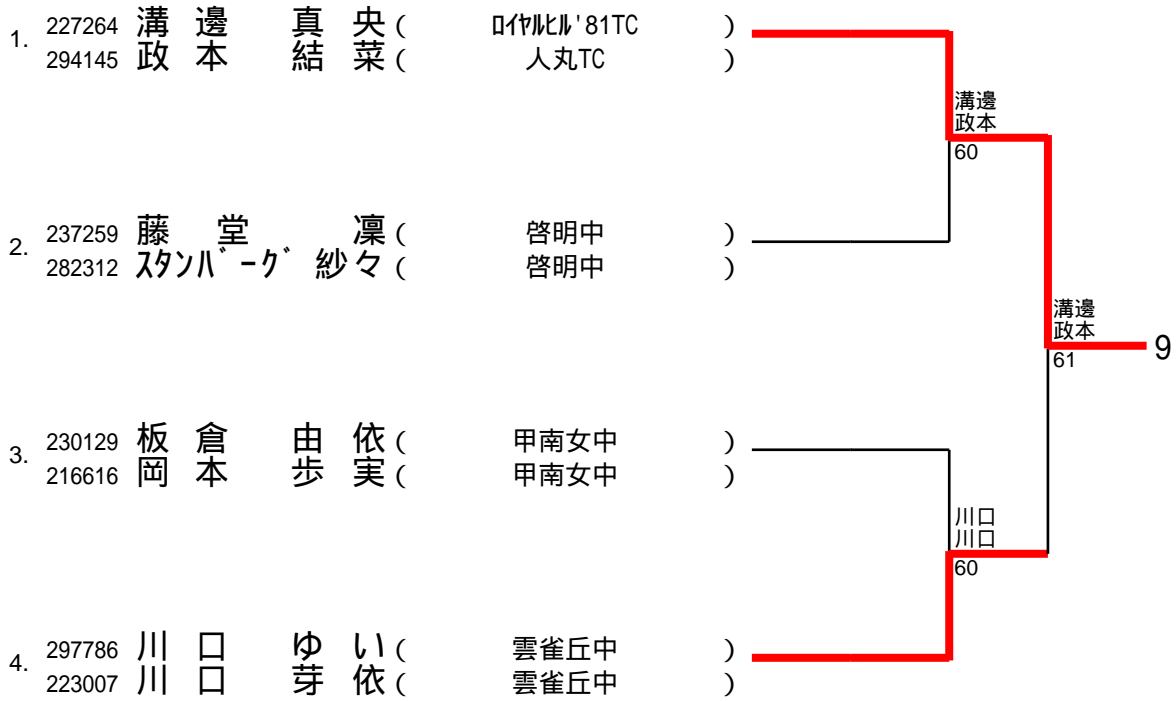 1. 227264 溝邊 真央 ( ロイヤルヒル'81TC )
294145 政本 結菜 ( 人丸TC )
溝邊
政本
60
2. 237259 藤堂 凜 ( 啓明中 )
282312 スタンバーグ 紗々 ( 啓明中 )
溝邊
政本
61
9
3. 230129 板倉 由依 ( 甲南女中 )
216616 岡本 歩実 ( 甲南女中 )
川口
川口
60
4. 297786 川口 ゆい ( 雲雀丘中 )
223007 川口 芽依 ( 雲雀丘中 )